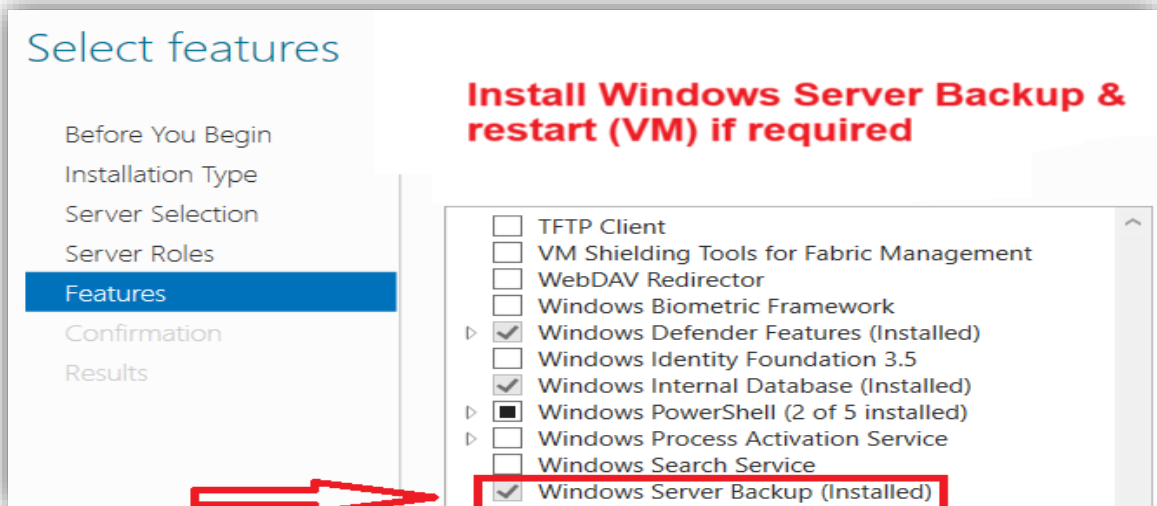 Select features
Install Windows Server Backup &
restart (VM) if required
Before You Begin
Installation Type
Server Selection
Server Roles
Features
Confirmation
Results
TFTP Client
VM Shielding Tools for Fabric Management
WebDAV Redirector
Windows Biometric Framework
Windows Defender Features (Installed)
Windows Identity Foundation 3.5
Windows Internal Database (Installed)
Windows PowerShell (2 of 5 installed)
Windows Process Activation Service
Windows Search Service
Windows Server Backup (Installed)